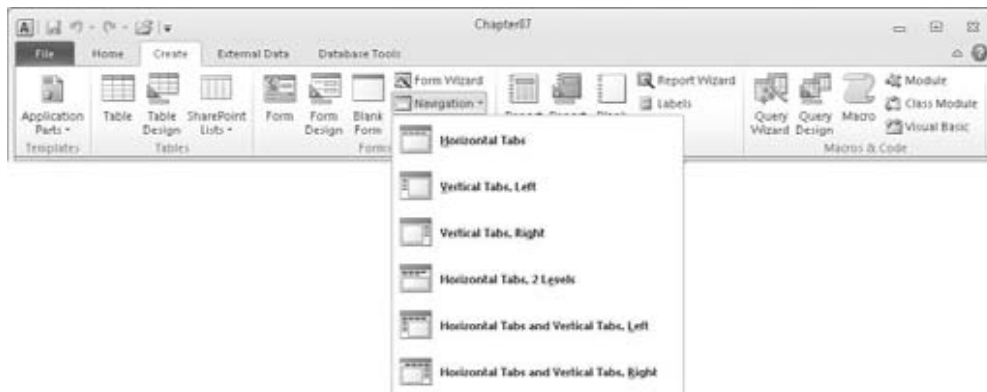 Chapter07
File Home Create External Data Database Tools
Application Parts
Table
Table Design
SharePoint Lists
Form
Form Design
Blank Form
Form Wizard
Navigation
Report Wizard
Labels
Query Wizard
Query Design
Macro
Module
Class Module
Visual Basic
Templates
Tables
Forms
Macros & Code
Horizontal Tabs
Vertical Tabs, Left
Vertical Tabs, Right
Horizontal Tabs, 2 Levels
Horizontal Tabs and Vertical Tabs, Left
Horizontal Tabs and Vertical Tabs, Right